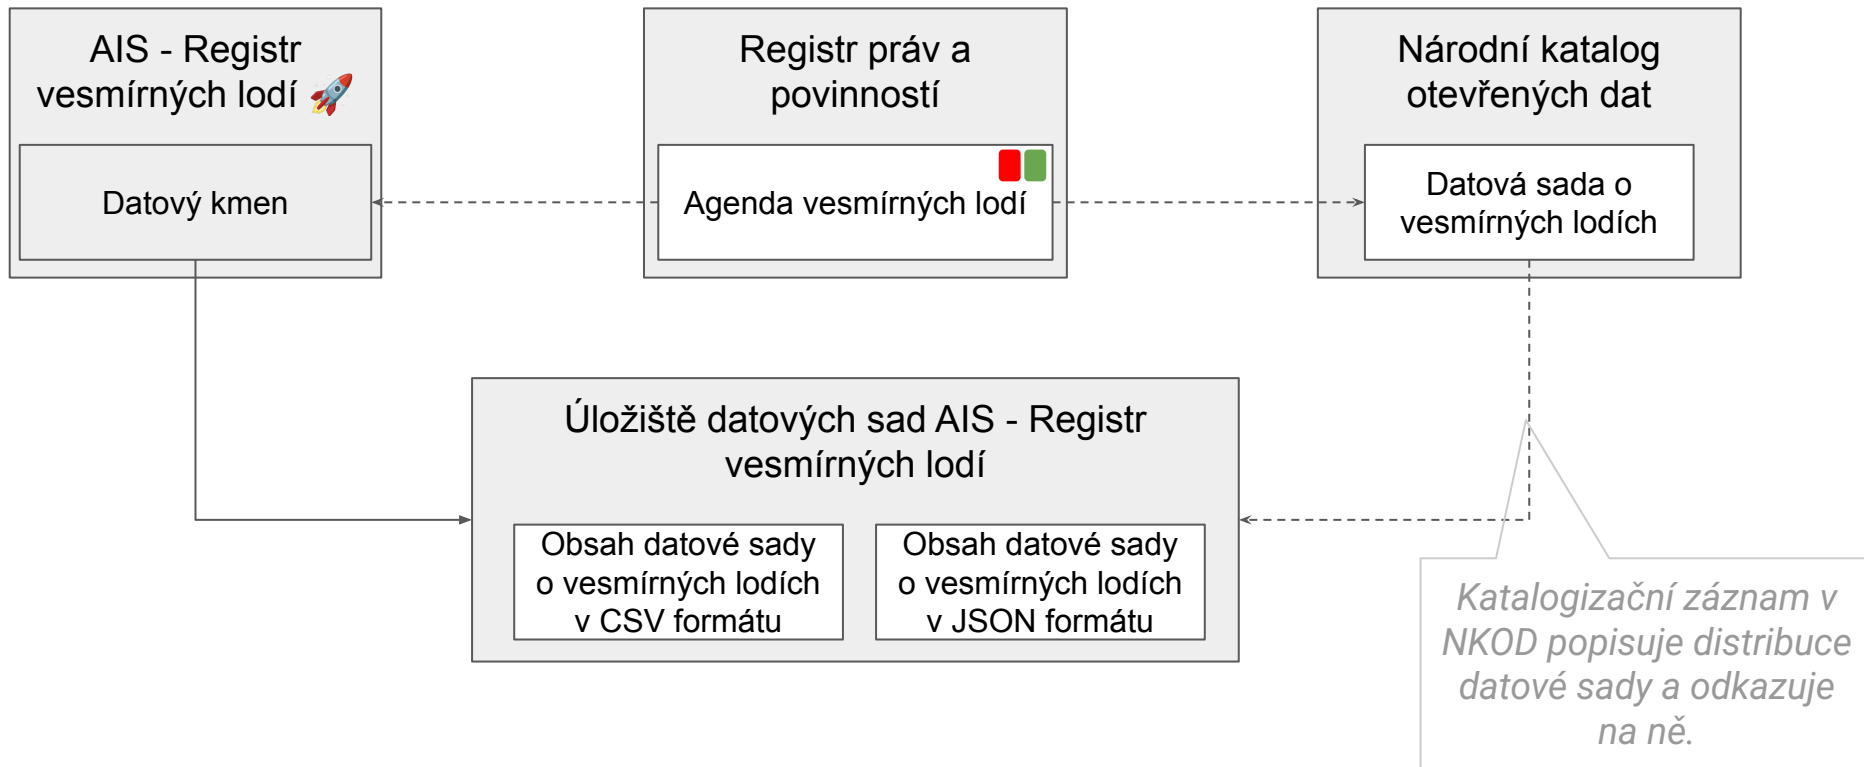 AIS - Registr
vesmírných lodí 🚀
Datový kmen
Registr práv a
povinností
Agenda vesmírných lodí
Národní katalog
otevřených dat
Datová sada o
vesmírných lodích
Úložiště datových sad AIS - Registr
vesmírných lodí
Obsah datové sady
o vesmírných lodích
v CSV formátu
Obsah datové sady
o vesmírných lodích
v JSON formátu
Katalogizační záznam v
NKOD popisuje distribuce
datové sady a odkazuje
na ně.